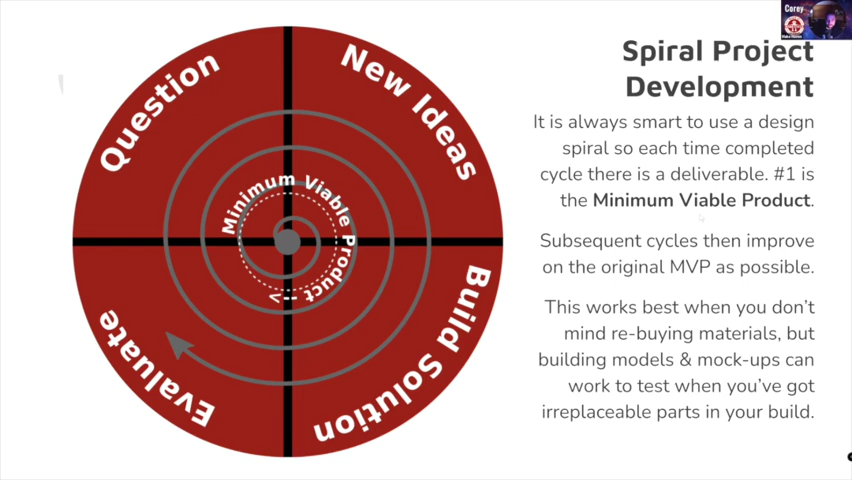 Corey
Spiral Project
Development
It is always smart to use a design
spiral so each time completed
cycle there is a deliverable. #1 is
the Minimum Viable Product.
Subsequent cycles then improve
on the original MVP as possible.
This works best when you don't
mind re-buying materials, but
building models & mock-ups can
work to test when you've got
irreplaceable parts in your build.
Question
New Ideas
Build Solution
Evaluate
Minimum Viable Product -->